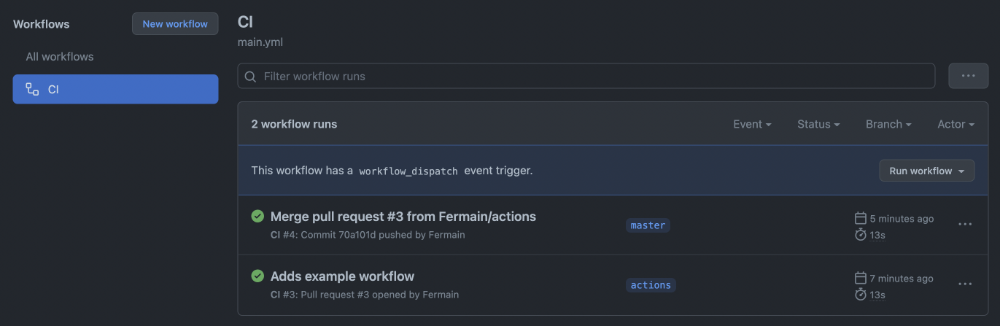 Workflows
New workflow
All workflows
CI
CI
main.yml
Filter workflow runs
2 workflow runs
Event
Status
Branch
Actor
This workflow has a workflow_dispatch event trigger.
Run workflow
Merge pull request #3 from Fermain/actions
CI #4: Commit 70a101d pushed by Fermain
master
5 minutes ago
13s
Adds example workflow
CI #3: Pull request #3 opened by Fermain
actions
7 minutes ago
13s